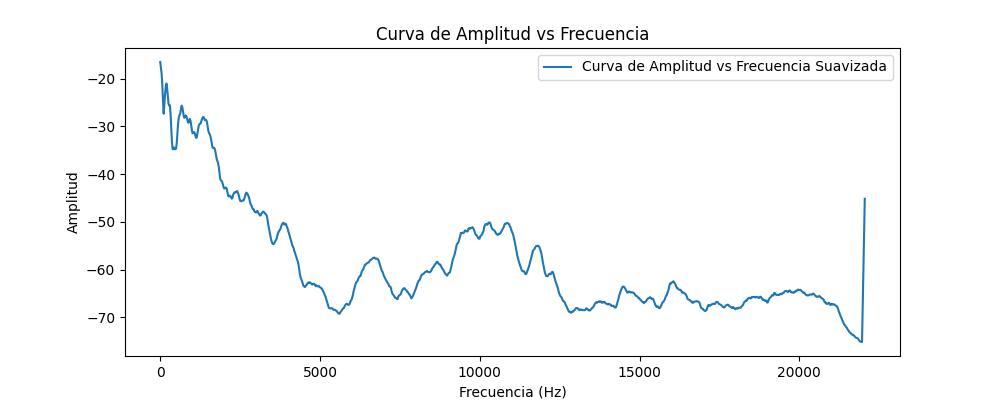 Curva de Amplitud vs Frecuencia
Curva de Amplitud vs Frecuencia Suavizada
−20
−30
−40
−50
−60
−70
Amplitud
0 5000 10000 15000 20000
Frecuencia (Hz)